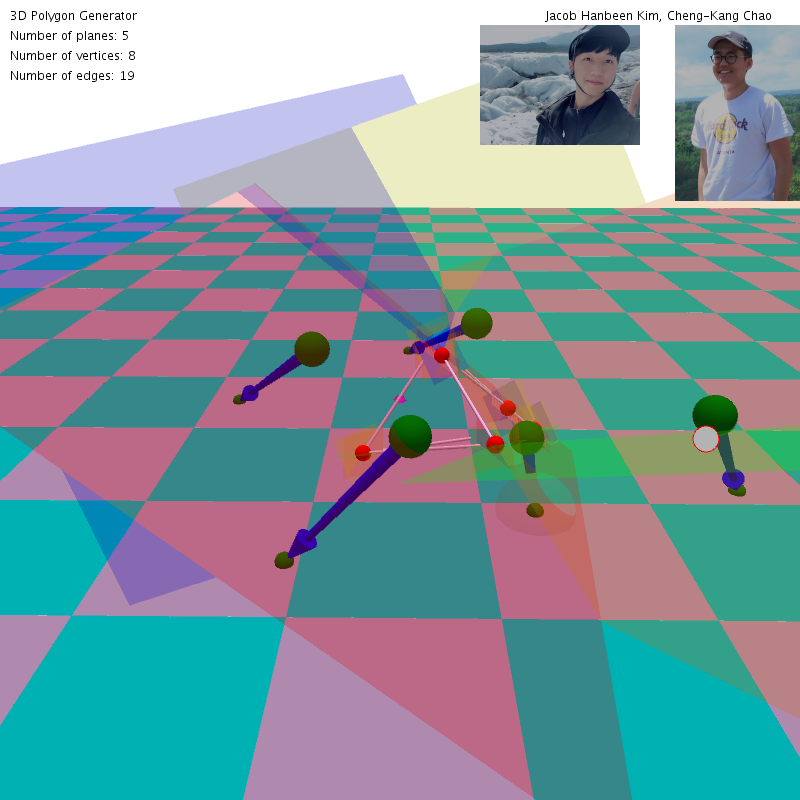 3D Polygon Generator
Jacob Hanbeen Kim, Cheng-Kang Chao
Number of planes: 5
Number of vertices: 8
Number of edges: 19